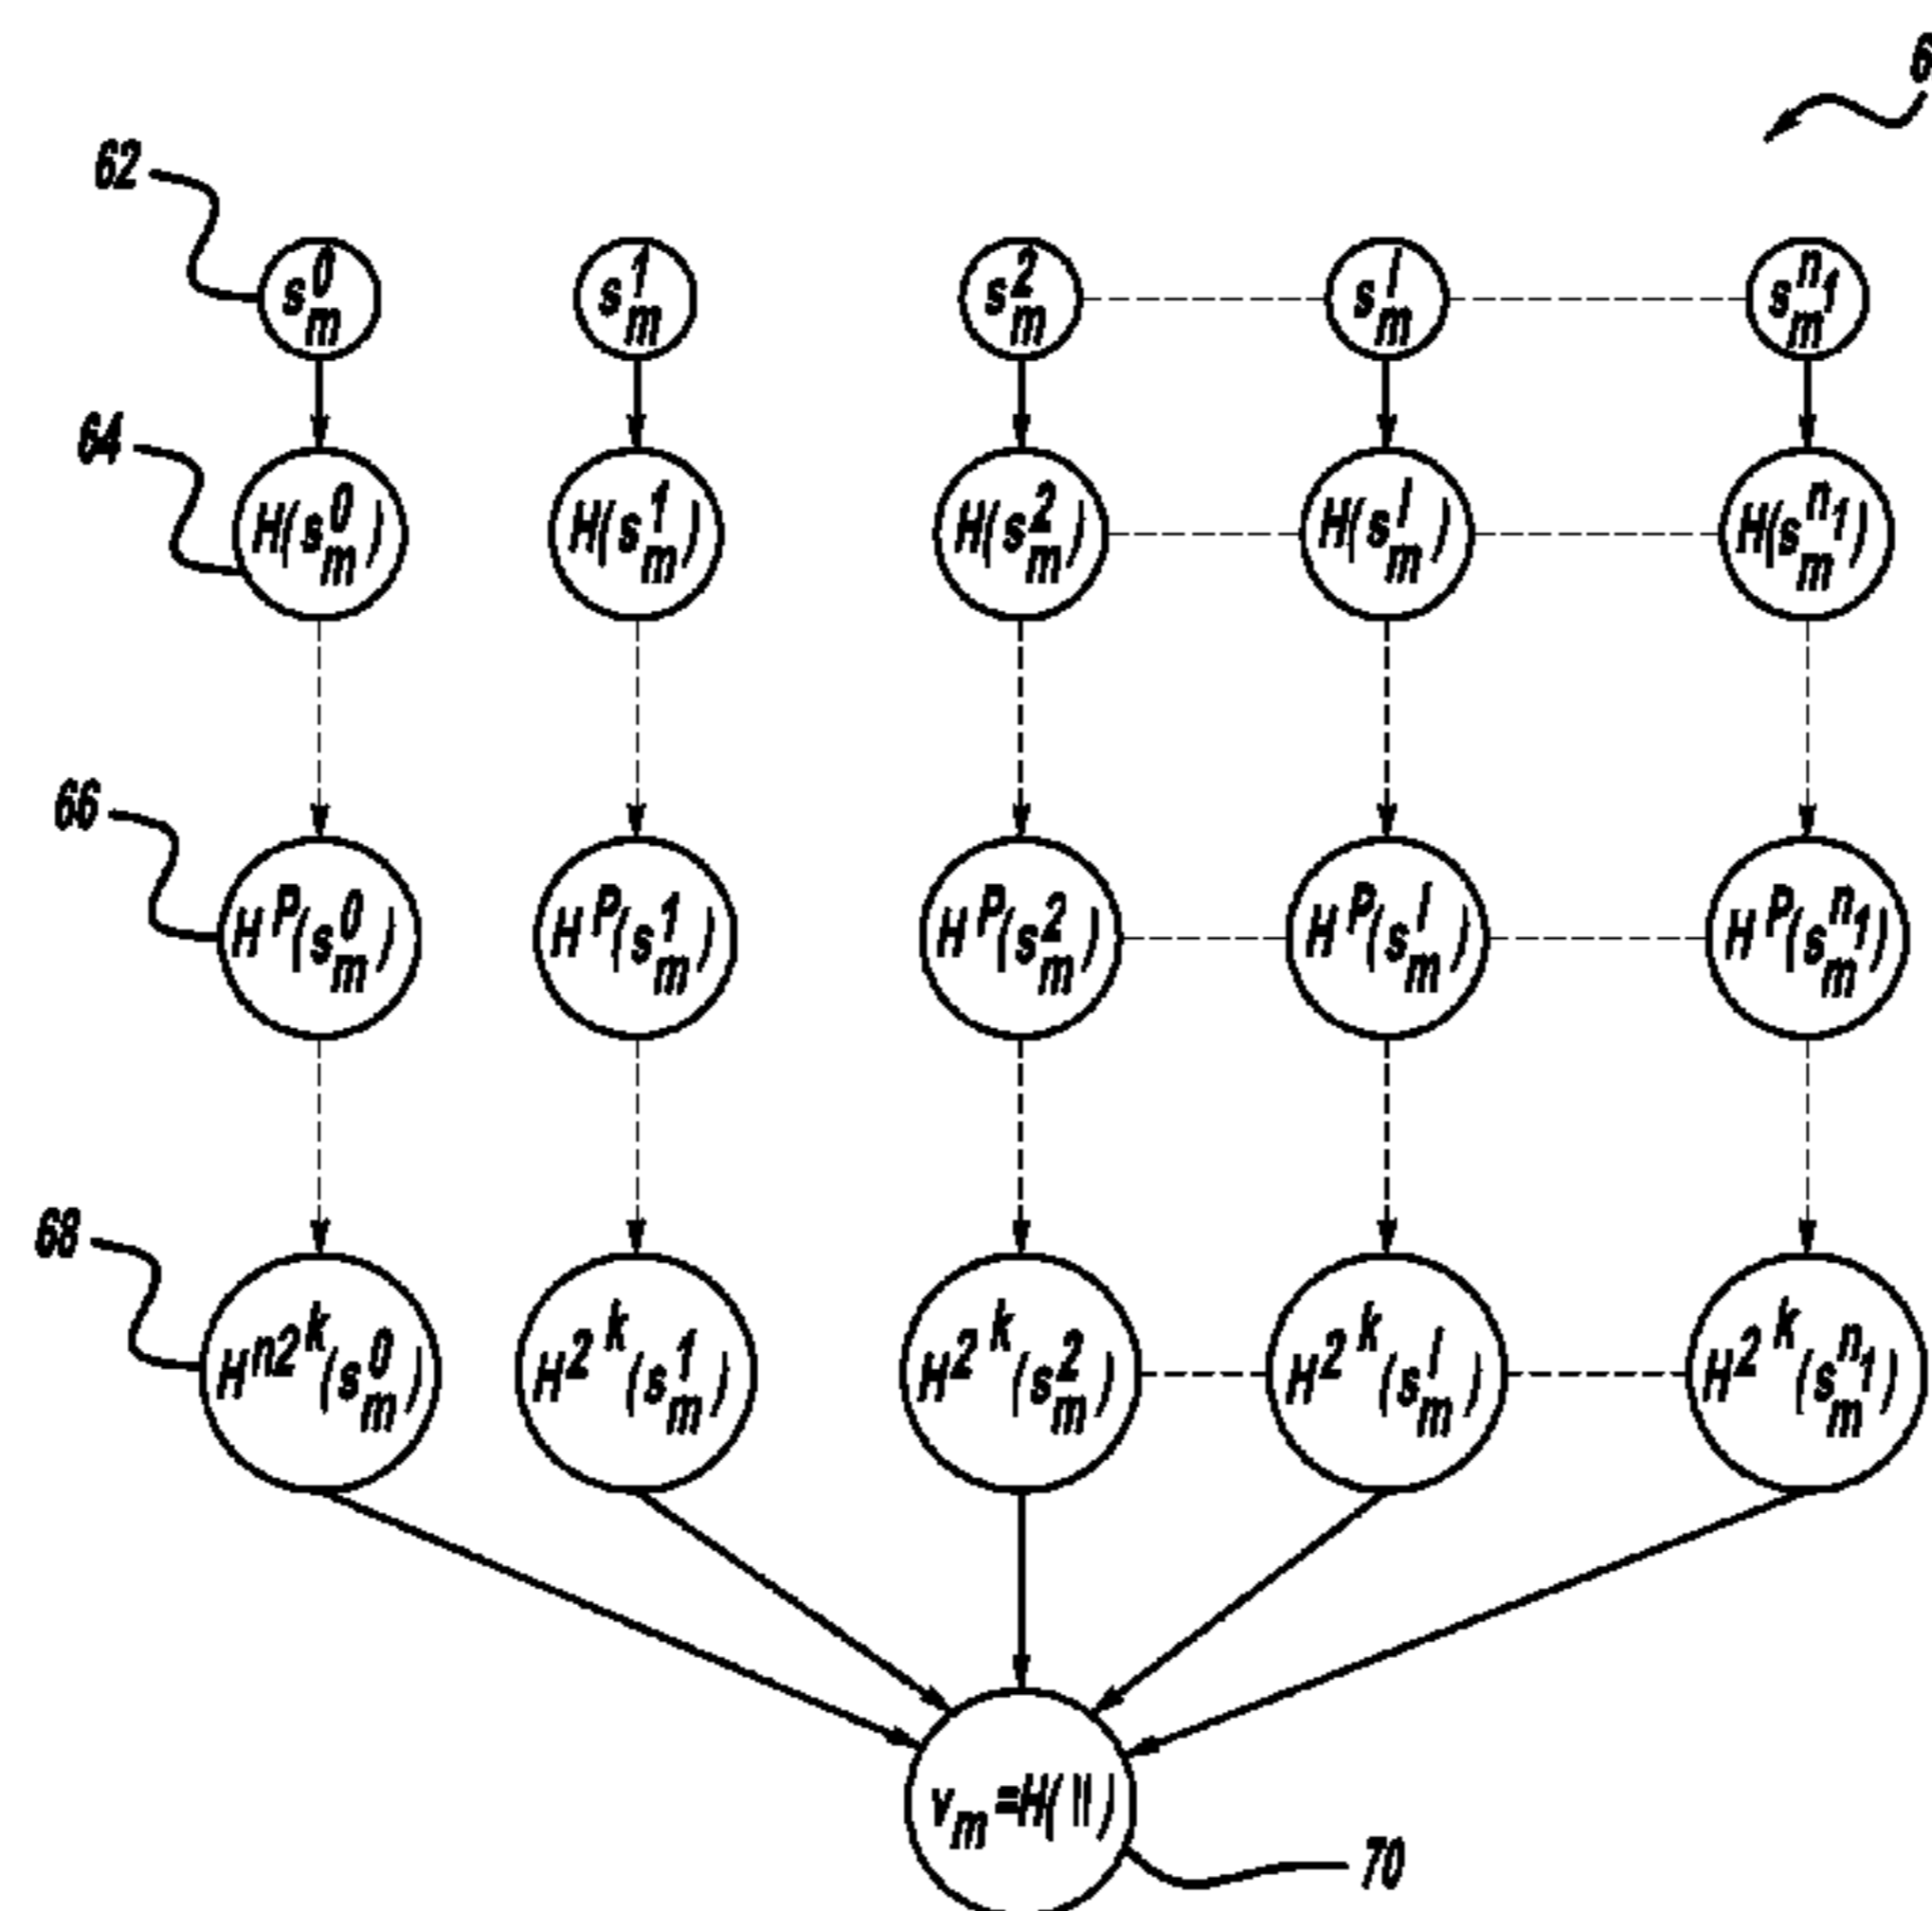 6
62
s_m^0 s_m^1 s_m^2 s_m^l s_m^{n_1}
64
H(s_m^0) H(s_m^1) H(s_m^2) H(s_m^l) H(s_m^{n_1})
66
H^P(s_m^0) H^P(s_m^1) H^P(s_m^2) H^P(s_m^l) H^P(s_m^{n_1})
68
H^{n2^k}(s_m^0) H^{2^k}(s_m^1) H^{2^k}(s_m^2) H^{2^k}(s_m^l) H^{2^k}(s_m^{n_1})
v_m=H(||)
70